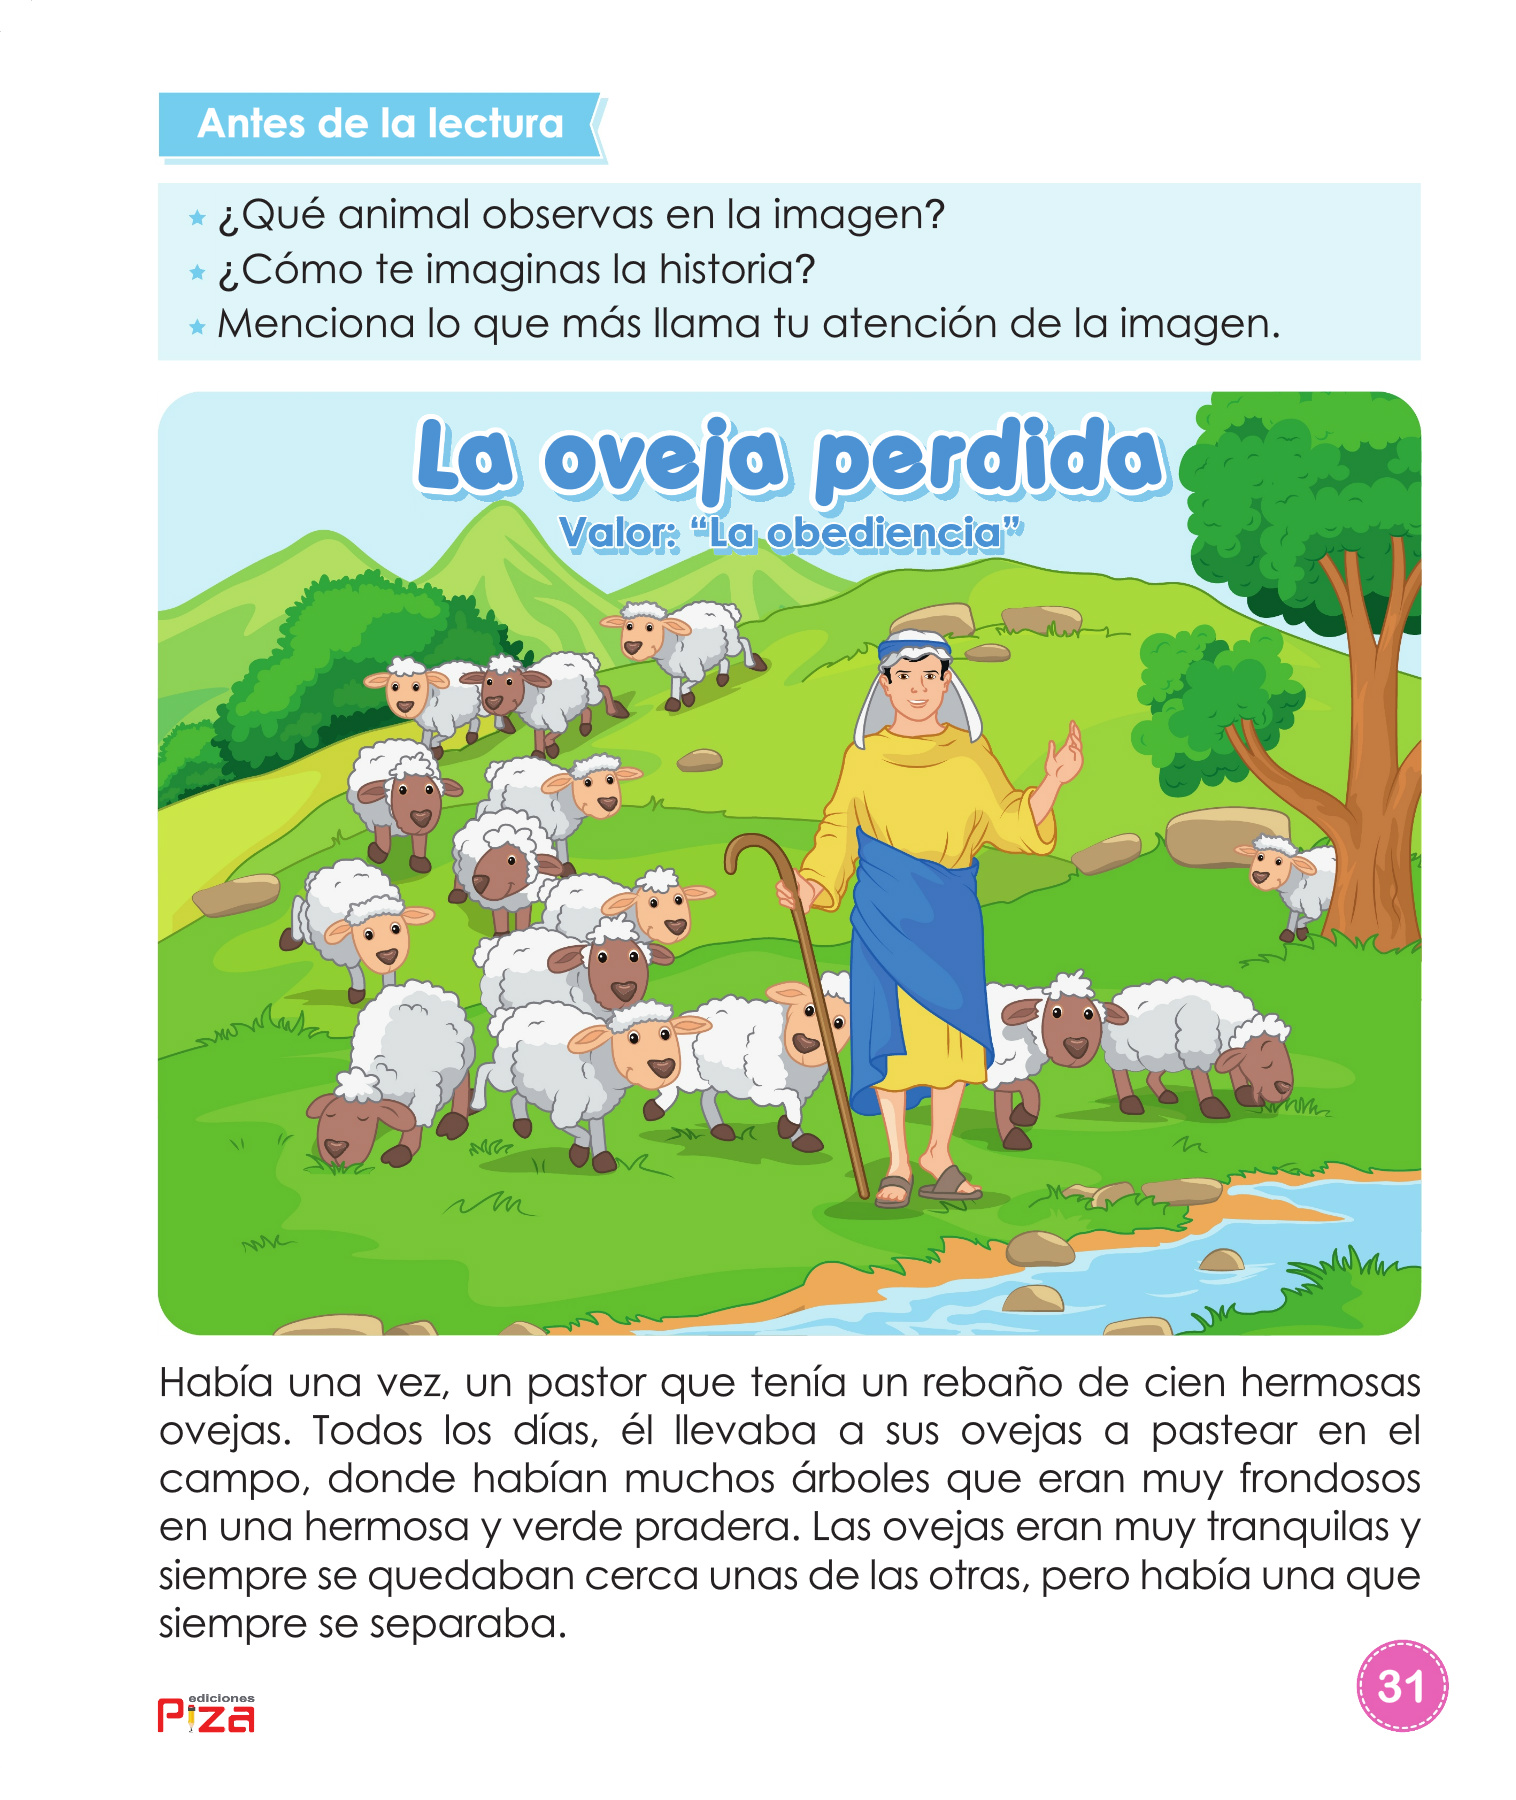 Antes de la lectura
¿Qué animal observas en la imagen?
¿Cómo te imaginas la historia?
Menciona lo que más llama tu atención de la imagen.
La oveja perdida
Valor: “La obediencia”
Había una vez, un pastor que tenía un rebaño de cien hermosas
ovejas. Todos los días, él llevaba a sus ovejas a pastear en el
campo, donde habían muchos árboles que eran muy frondosos
en una hermosa y verde pradera. Las ovejas eran muy tranquilas y
siempre se quedaban cerca unas de las otras, pero había una que
siempre se separaba.
ediciones
Piza
31